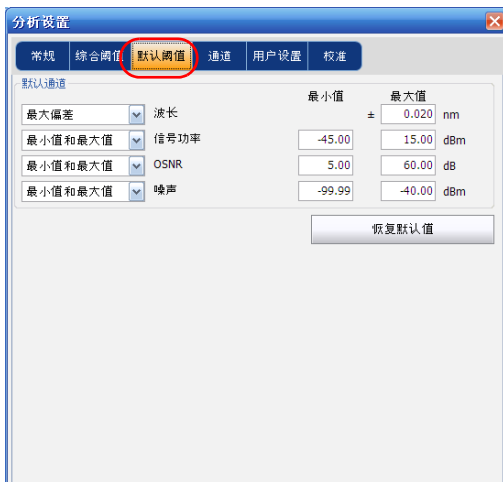 分析设置
常规 综合阈值 默认阈值 通道 用户设置 校准
默认通道
最小值 最大值
最大偏差 波长 ± 0.020 nm
最小值和最大值 信号功率 -45.00 15.00 dBm
最小值和最大值 OSNR 5.00 60.00 dB
最小值和最大值 噪声 -99.99 -40.00 dBm
恢复默认值